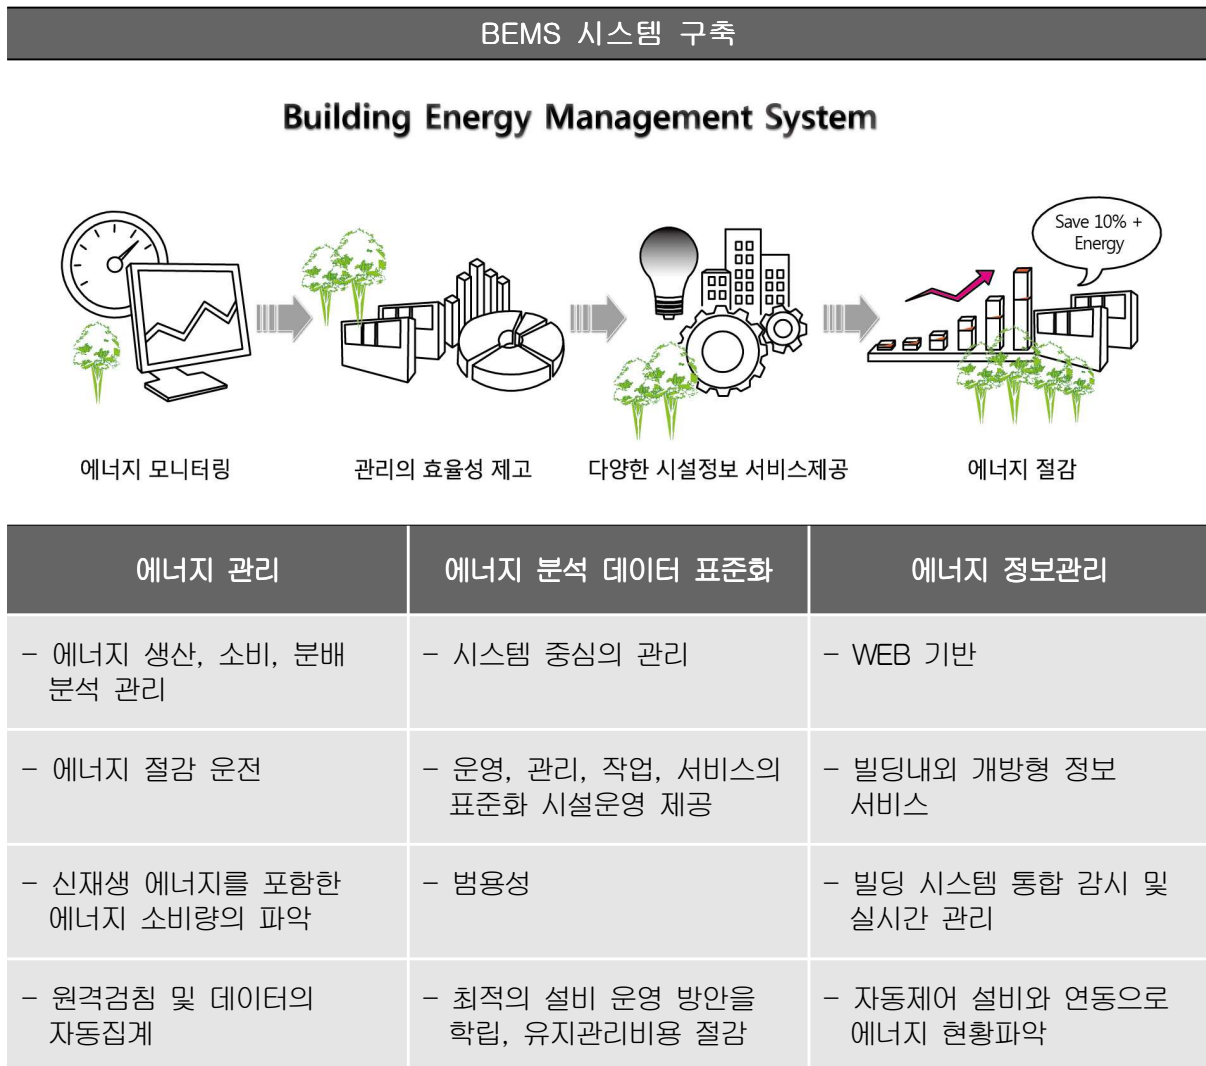 BEMS 시스템 구축
Building Energy Management System
Save 10% +
Energy
에너지 모니터링
관리의 효율성 제고
다양한 시설정보 서비스제공
에너지 절감
에너지 관리
에너지 분석 데이터 표준화
에너지 정보관리
- 에너지 생산, 소비, 분배
분석 관리
- 시스템 중심의 관리
- WEB 기반
- 에너지 절감 운전
- 운영, 관리, 작업, 서비스의
표준화 시설운영 제공
- 빌딩내외 개방형 정보
서비스
- 신재생 에너지를 포함한
에너지 소비량의 파악
- 범용성
- 빌딩 시스템 통합 감시 및
실시간 관리
- 원격검침 및 데이터의
자동집계
- 최적의 설비 운영 방안을
학립, 유지관리비용 절감
- 자동제어 설비와 연동으로
에너지 현황파악